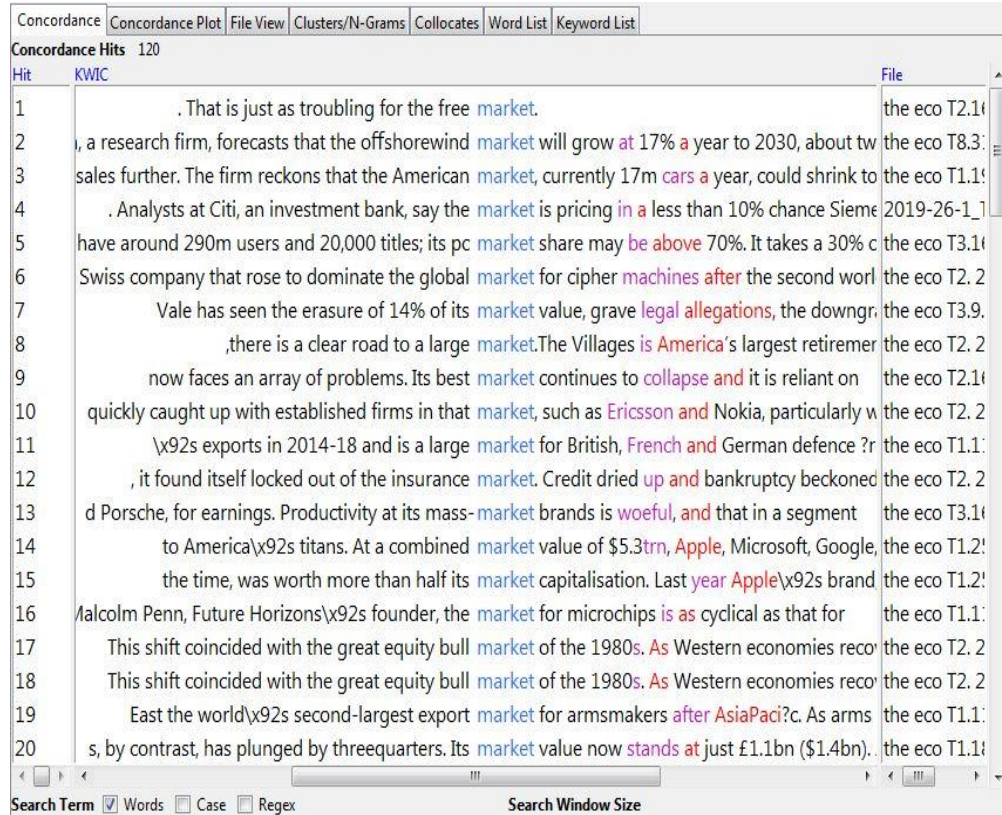 Concordance Concordance Plot File View Clusters/N-Grams Collocates Word List Keyword List
Concordance Hits 120
Hit KWIC File
1 . That is just as troubling for the free market. the eco T2.16
2 , a research firm, forecasts that the offshorewind market will grow at 17% a year to 2030, about tw the eco T8.3
3 sales further. The firm reckons that the American market, currently 17m cars a year, could shrink to the eco T1.19
4 . Analysts at Citi, an investment bank, say the market is pricing in a less than 10% chance Sieme 2019-26-1_T
5 have around 290m users and 20,000 titles; its pc market share may be above 70%. It takes a 30% c the eco T3.16
6 Swiss company that rose to dominate the global market for cipher machines after the second worl the eco T2. 2
7 Vale has seen the erasure of 14% of its market value, grave legal allegations, the downgra the eco T3.9.
8 ,there is a clear road to a large market.The Villages is America's largest retiremer the eco T2. 2
9 now faces an array of problems. Its best market continues to collapse and it is reliant on the eco T2.16
10 quickly caught up with established firms in that market, such as Ericsson and Nokia, particularly w the eco T2. 2
11 \x92s exports in 2014-18 and is a large market for British, French and German defence ?r the eco T1.1
12 , it found itself locked out of the insurance market. Credit dried up and bankruptcy beckoned the eco T2. 2
13 d Porsche, for earnings. Productivity at its mass-market brands is woeful, and that in a segment the eco T3.16
14 to America\x92s titans. At a combined market value of $5.3trn, Apple, Microsoft, Google, the eco T1.2
15 the time, was worth more than half its market capitalisation. Last year Apple\x92s brand the eco T1.2
16 Malcolm Penn, Future Horizons\x92s founder, the market for microchips is as cyclical as that for the eco T1.1
17 This shift coincided with the great equity bull market of the 1980s. As Western economies reco the eco T2. 2
18 This shift coincided with the great equity bull market of the 1980s. As Western economies reco the eco T2. 2
19 East the world\x92s second-largest export market for armsmakers after AsiaPaci?c. As arms the eco T1.1
20 s, by contrast, has plunged by threequarters. Its market value now stands at just £1.1bn ($1.4bn). the eco T1.18
Search Term Words Case Regex Search Window Size